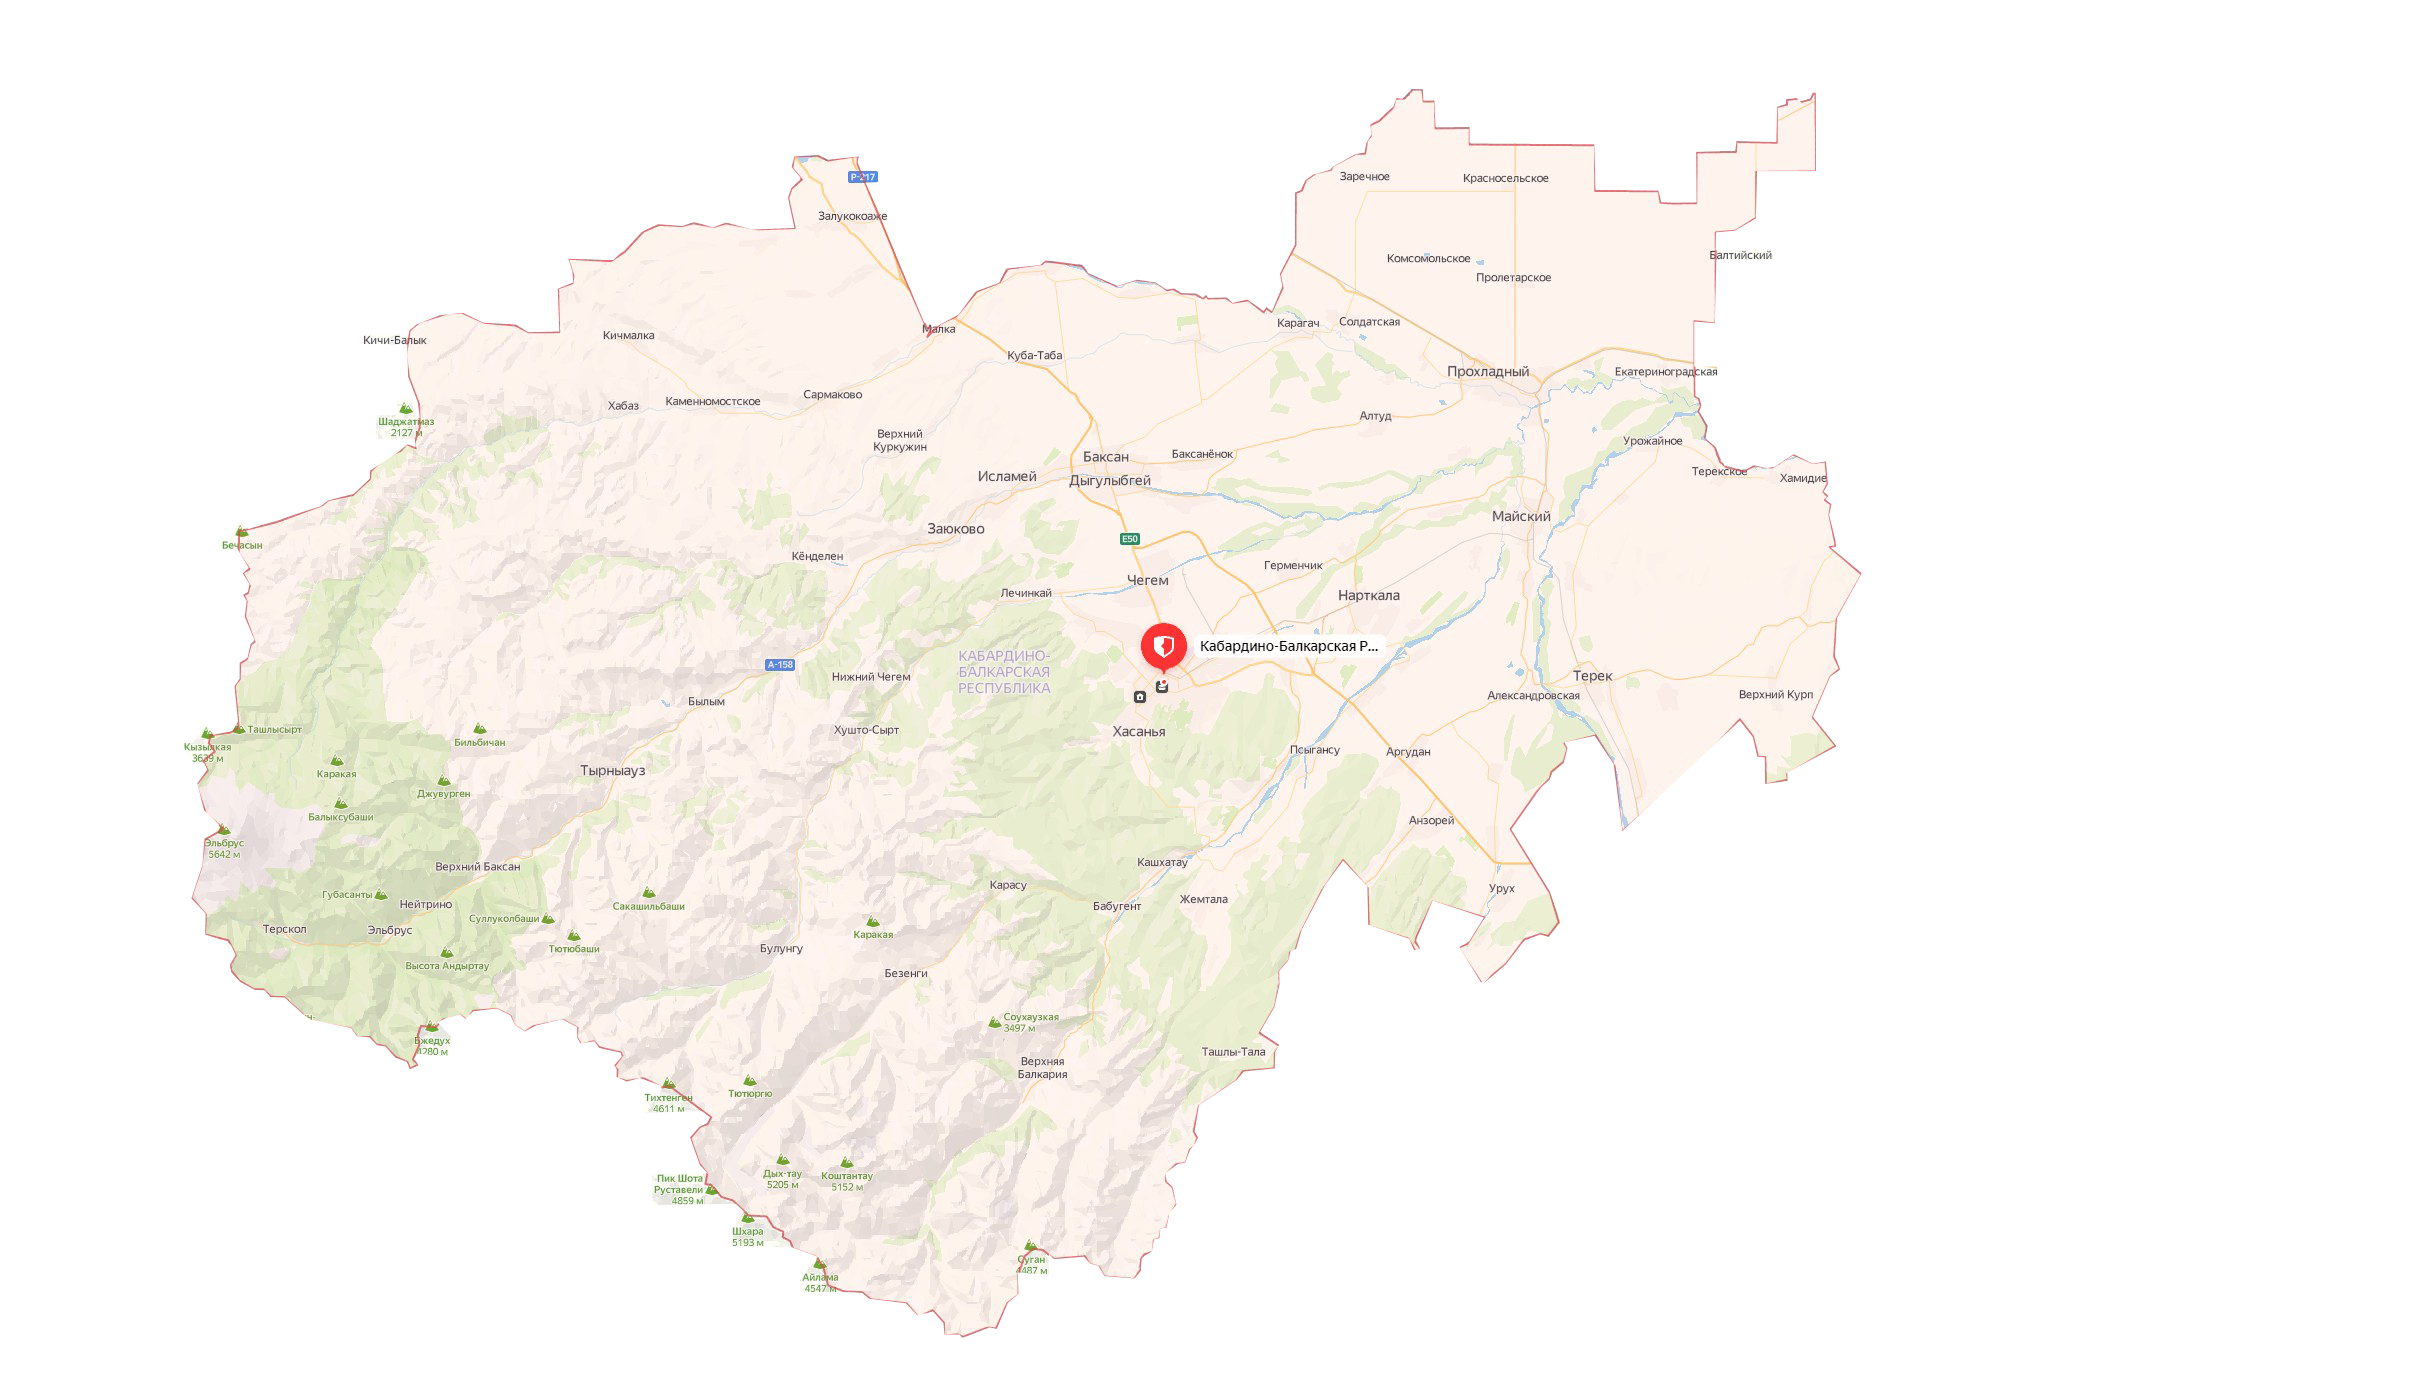 Р-217
Заречное
Красносельское
Залукокоаже
Балтийский
Комсомольское
Пролетарское
Карагач
Солдатская
Малка
Кичмалка
Кичи-Балык
Куба-Таба
Прохладный
Екатериноградская
Сармаково
Каменномостское
Хабаз
Шаджатмаз
2127 м
Алтуд
Верхний
Куркужин
Урожайное
Баксан
Баксанёнок
Исламей
Дыгулыбгей
Терекское
Хамидие
Майский
Заюково
Бечасын
E50
Кёнделен
Германчик
Чегем
Лечинкай
Нарткала
Кабардино-Балкарская Р...
КАБАРДИНО-
БАЛКАРСКАЯ
РЕСПУБЛИКА
А-158
Нижний Чегем
Терек
Александровская
Верхний Курп
Былым
Ташлысырт
Хушто-Сырт
Хасанья
Бильбичан
Кызылкая
3639 м
Псыгансу
Аргудан
Каракая
Тырныауз
Джувурген
Балыксубаши
Анзорей
Эльбрус
5642 м
Верхний Баксан
Кашхатау
Карасу
Урух
Губасанты
Нейтрино
Сакашильбаши
Жемтала
Бабугент
Суллуколбаши
Терскол
Эльбрус
Каракая
Тютюбаши
Булунгу
Высота Андыртау
Безенги
Соухаузкая
3497 м
Бжедух
4280 м
Ташлы-Тала
Верхняя
Балкария
Тихтенген
4611 м
Тютюргю
Дых-тау
5205 м
Коштантау
5152 м
Пик Шота
Руставели
4859 м
Шхара
5193 м
Суган
4487 м
Айлама
4547 м